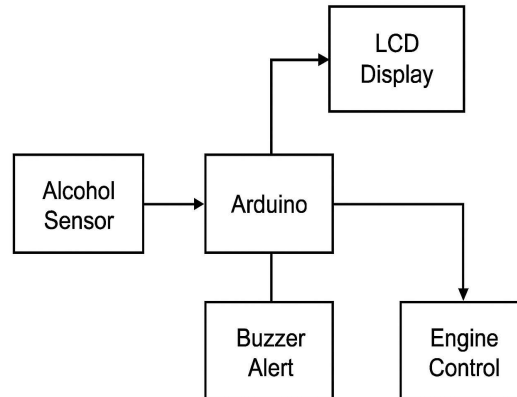 LCD
Display
Alcohol
Sensor
Arduino
Buzzer
Alert
Engine
Control